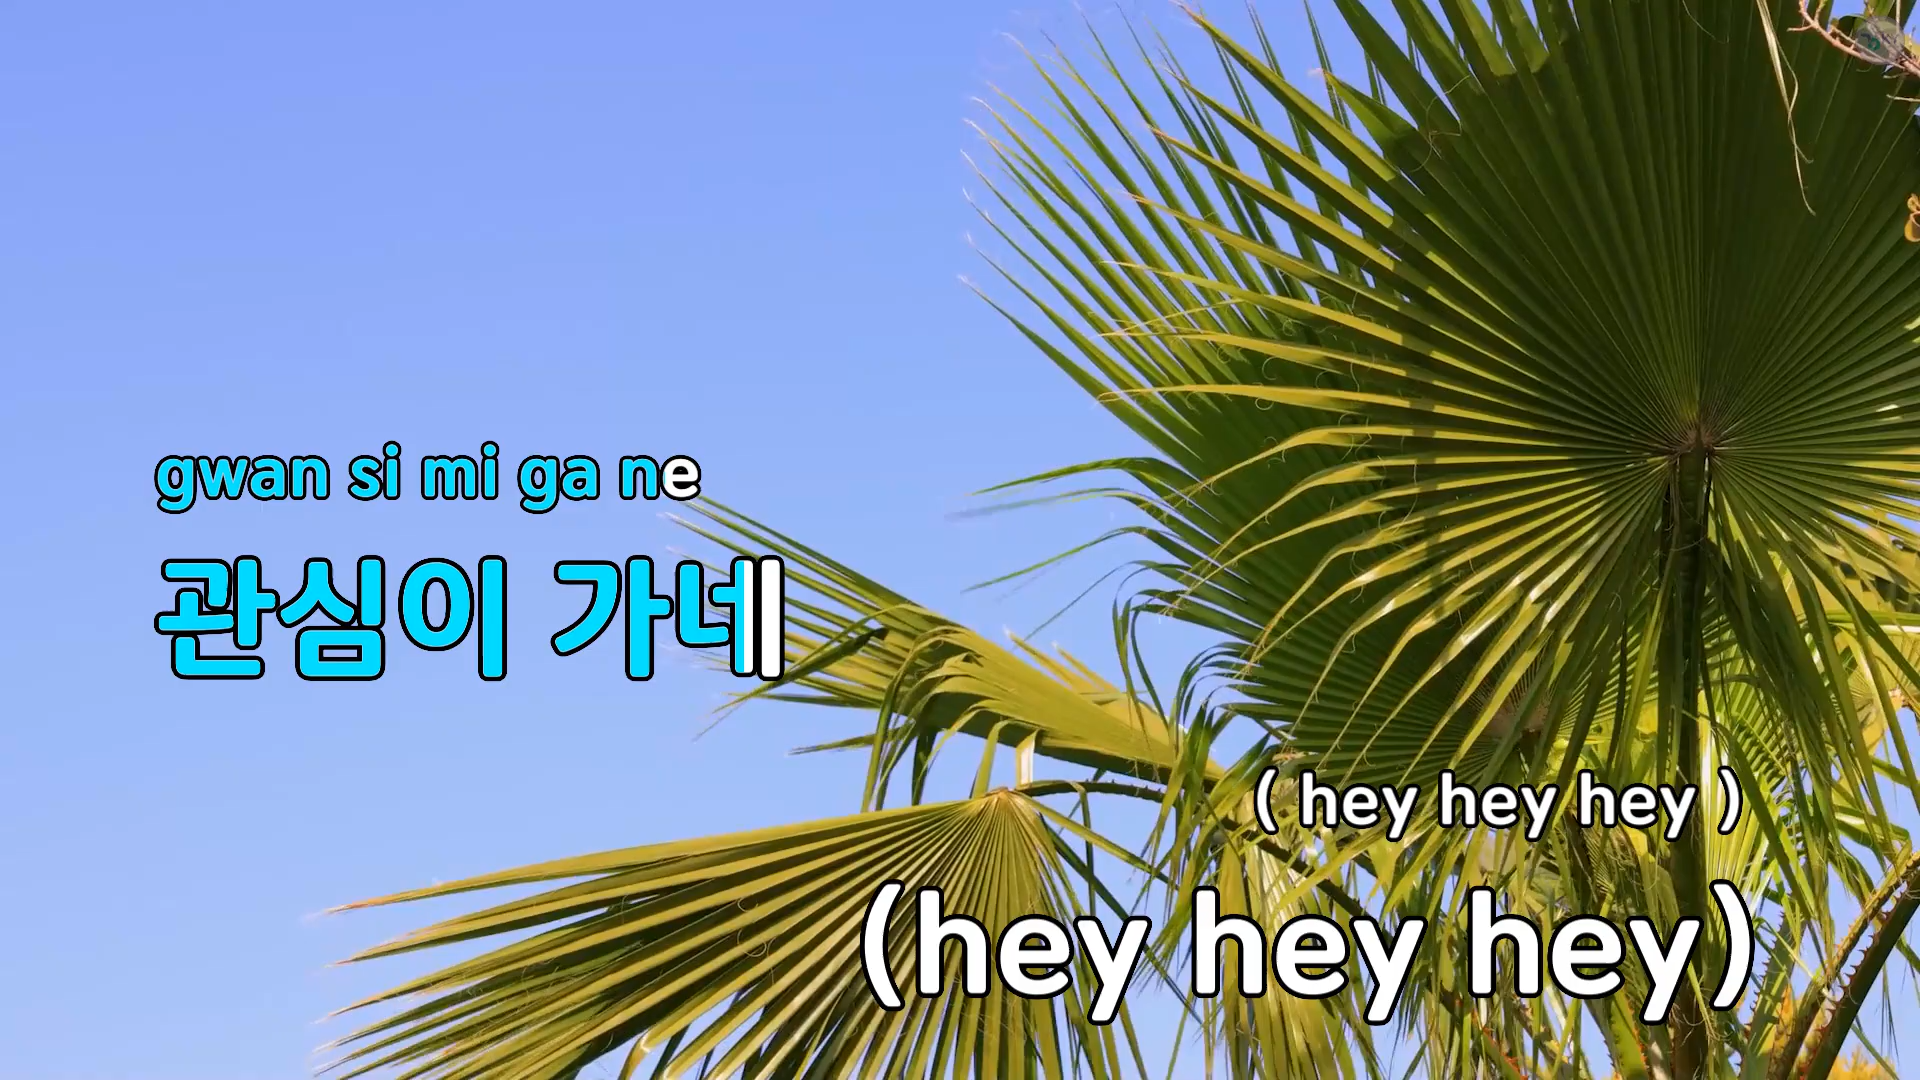 gwan si mi ga ne
관심이 가네
( hey hey hey )
(hey hey hey)